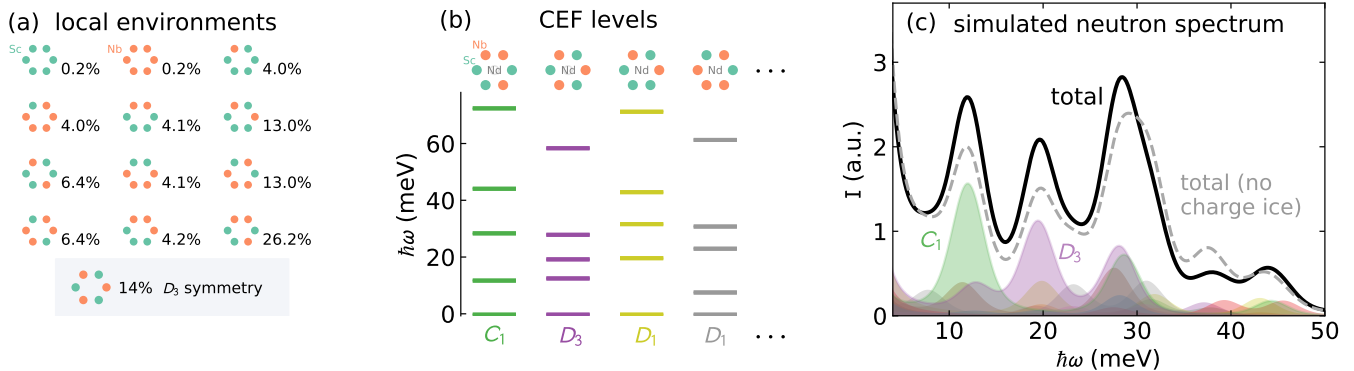 (a) local environments
Sc
Nb
0.2%
0.2%
4.0%
4.0%
4.1%
13.0%
6.4%
4.1%
13.0%
6.4%
4.2%
26.2%
14% D₃ symmetry
(b) CEF levels
Nb
Sc
Nd
Nd
Nd
Nd
...
60
40
20
0
ħω (meV)
C₁
D₃
D₁
D₁
...
(c) simulated neutron spectrum
total
total (no
charge ice)
C₁
D₃
3
2
1
0
I (a.u.)
10
20
30
40
50
ħω (meV)